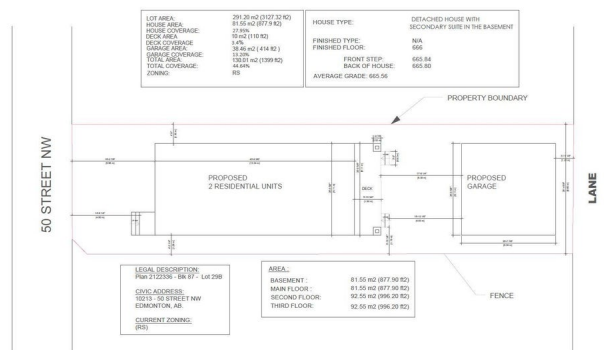 LOT AREA: 291.20 m2 (3127.32 ft2)
HOUSE AREA: 81.55 m2 (877.9 ft2)
HOUSE COVERAGE: 27.95%
DECK AREA 10 m2 (110 ft2)
DECK COVERAGE 3.4%
GARAGE AREA: 38.46 m2 ( 414 ft2 )
GARAGE COVERAGE: 13.20%
TOTAL AREA: 130.01 m2 (1399 ft2)
TOTAL COVERAGE: 44.64%
ZONING: RS
HOUSE TYPE: DETACHED HOUSE WITH
SECONDARY SUITE IN THE BASEMENT
FINISHED TYPE: N/A
FINISHED FLOOR: 666
FRONT STEP: 665.84
BACK OF HOUSE: 665.80
AVERAGE GRADE: 665.56
PROPERTY BOUNDARY
50 STREET NW
PROPOSED
2 RESIDENTIAL UNITS
DECK
PROPOSED
GARAGE
LANE
FENCE
LEGAL DESCRIPTION:
Plan 2122336 - Blk 67 - Lot 29B
CIVIC ADDRESS:
10213 - 50 STREET NW
EDMONTON, AB.
CURRENT ZONING:
(RS)
AREA :
BASEMENT : 81.55 m2 (877.90 ft2)
MAIN FLOOR : 81.55 m2 (877.90 ft2)
SECOND FLOOR: 92.55 m2 (996.20 ft2)
THIRD FLOOR: 92.55 m2 (996.20 ft2)